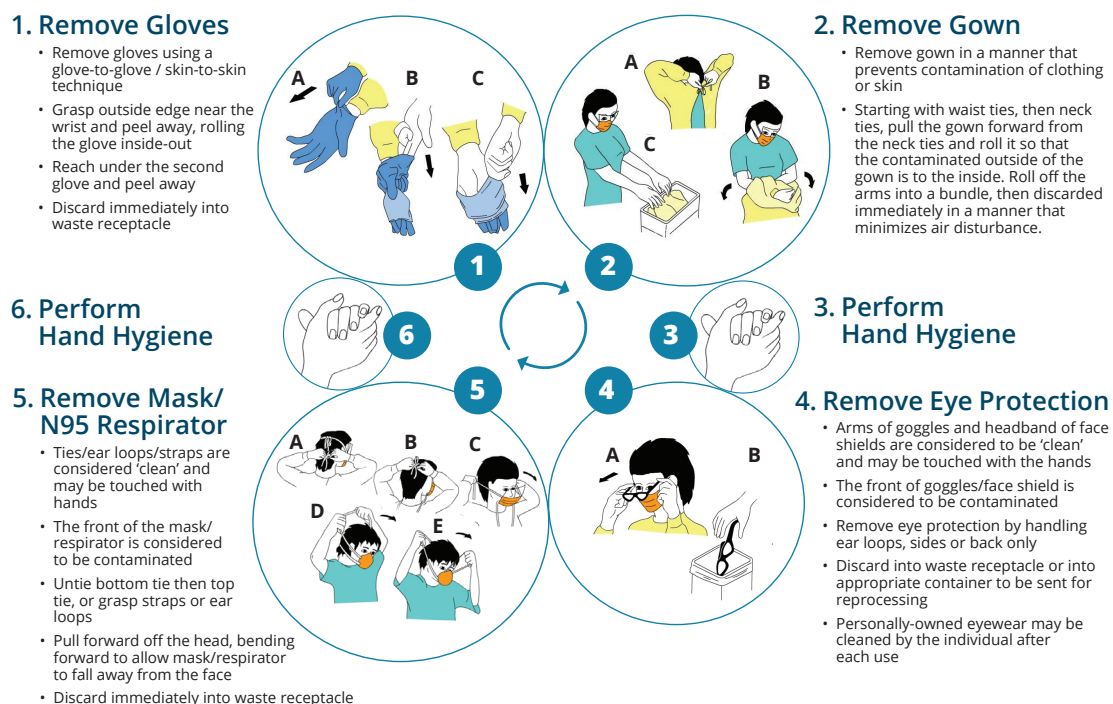 1. Remove Gloves
• Remove gloves using a
glove-to-glove / skin-to-skin
technique
• Grasp outside edge near the
wrist and peel away, rolling
the glove inside-out
• Reach under the second
glove and peel away
• Discard immediately into
waste receptacle
A
B
C
1
2. Remove Gown
• Remove gown in a manner that
prevents contamination of clothing
or skin
• Starting with waist ties, then neck
ties, pull the gown forward from
the neck ties and roll it so that
the contaminated outside of the
gown is to the inside. Roll off the
arms into a bundle, then discarded
immediately in a manner that
minimizes air disturbance.
A
B
C
2
3. Perform
Hand Hygiene
3
4. Remove Eye Protection
• Arms of goggles and headband of face
shields are considered to be ‘clean’
and may be touched with the hands
• The front of goggles/face shield is
considered to be contaminated
• Remove eye protection by handling
ear loops, sides or back only
• Discard into waste receptacle or into
appropriate container to be sent for
reprocessing
• Personally-owned eyewear may be
cleaned by the individual after
each use
A
B
4
5. Remove Mask/
N95 Respirator
• Ties/ear loops/straps are
considered ‘clean’ and
may be touched with
hands
• The front of the mask/
respirator is considered
to be contaminated
• Untie bottom tie then top
tie, or grasp straps or ear
loops
• Pull forward off the head, bending
forward to allow mask/respirator
to fall away from the face
• Discard immediately into waste receptacle
A
B
C
D
E
5
6. Perform
Hand Hygiene
6